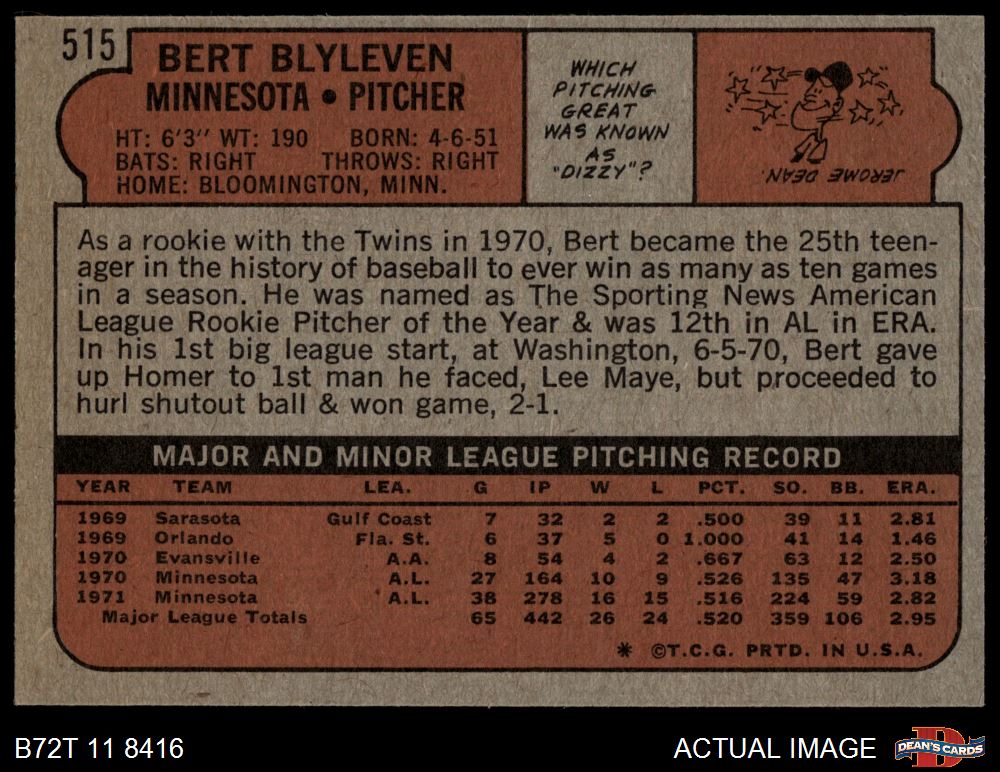 515
BERT BLYLEVEN
MINNESOTA • PITCHER
HT: 6'3" WT: 190 BORN: 4-6-51
BATS: RIGHT THROWS: RIGHT
HOME: BLOOMINGTON, MINN.
WHICH
PITCHING
GREAT
WAS KNOWN
AS
"DIZZY"?
JEROME DEAN.
As a rookie with the Twins in 1970, Bert became the 25th teen-
ager in the history of baseball to ever win as many as ten games
in a season. He was named as The Sporting News American
League Rookie Pitcher of the Year & was 12th in AL in ERA.
In his 1st big league start, at Washington, 6-5-70, Bert gave
up Homer to 1st man he faced, Lee Maye, but proceeded to
hurl shutout ball & won game, 2-1.
MAJOR AND MINOR LEAGUE PITCHING RECORD
YEAR TEAM LEA. G IP W L PCT. SO. BB. ERA.
1969 Sarasota Gulf Coast 7 32 2 2 .500 39 11 2.81
1969 Orlando Fla. St. 6 37 5 0 1.000 41 14 1.46
1970 Evansville A.A. 8 54 4 2 .667 63 12 2.50
1970 Minnesota A.L. 27 164 10 9 .526 135 47 3.18
1971 Minnesota A.L. 38 278 16 15 .516 224 59 2.82
Major League Totals 65 442 26 24 .520 359 106 2.95
* ©T.C.G. PRTD. IN U.S.A.
B72T 11 8416
ACTUAL IMAGE
D
DEAN'S CARDS